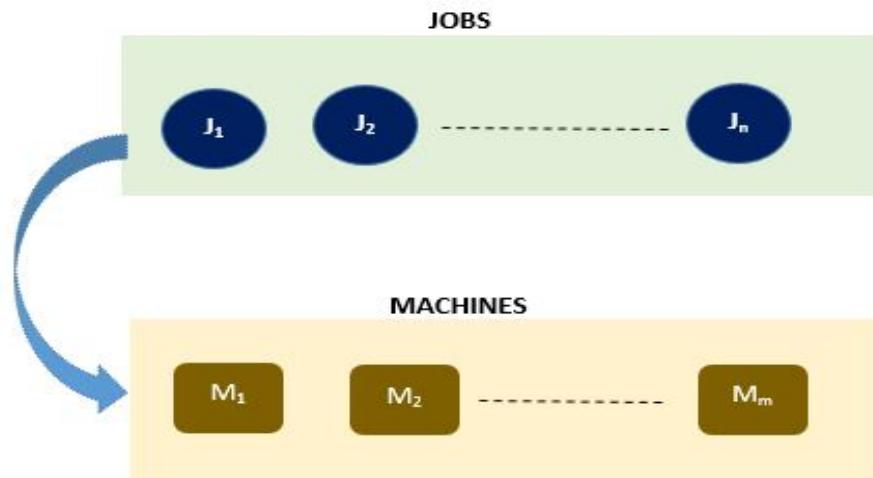 JOBS
J₁ J₂ Jₙ
MACHINES
M₁ M₂ Mₘ